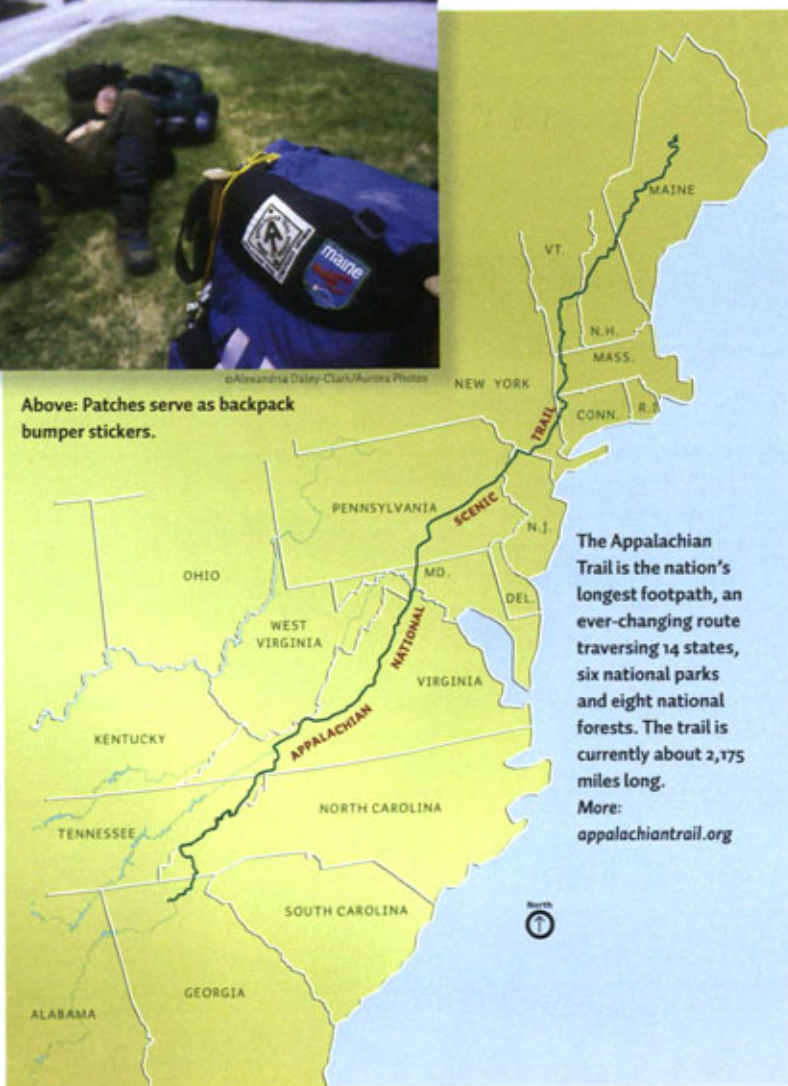 maine
©Alexandria Daley-Clark/Aurora Photos
Above: Patches serve as backpack
bumper stickers.
MAINE
VT.
N.H.
MASS.
NEW YORK
CONN.
R.I.
TRAIL
PENNSYLVANIA
SCENIC
N.J.
OHIO
MD.
DEL.
WEST
VIRGINIA
NATIONAL
VIRGINIA
KENTUCKY
APPALACHIAN
NORTH CAROLINA
TENNESSEE
SOUTH CAROLINA
GEORGIA
ALABAMA
The Appalachian
Trail is the nation's
longest footpath, an
ever-changing route
traversing 14 states,
six national parks
and eight national
forests. The trail is
currently about 2,175
miles long.
More:
appalachiantrail.org
North